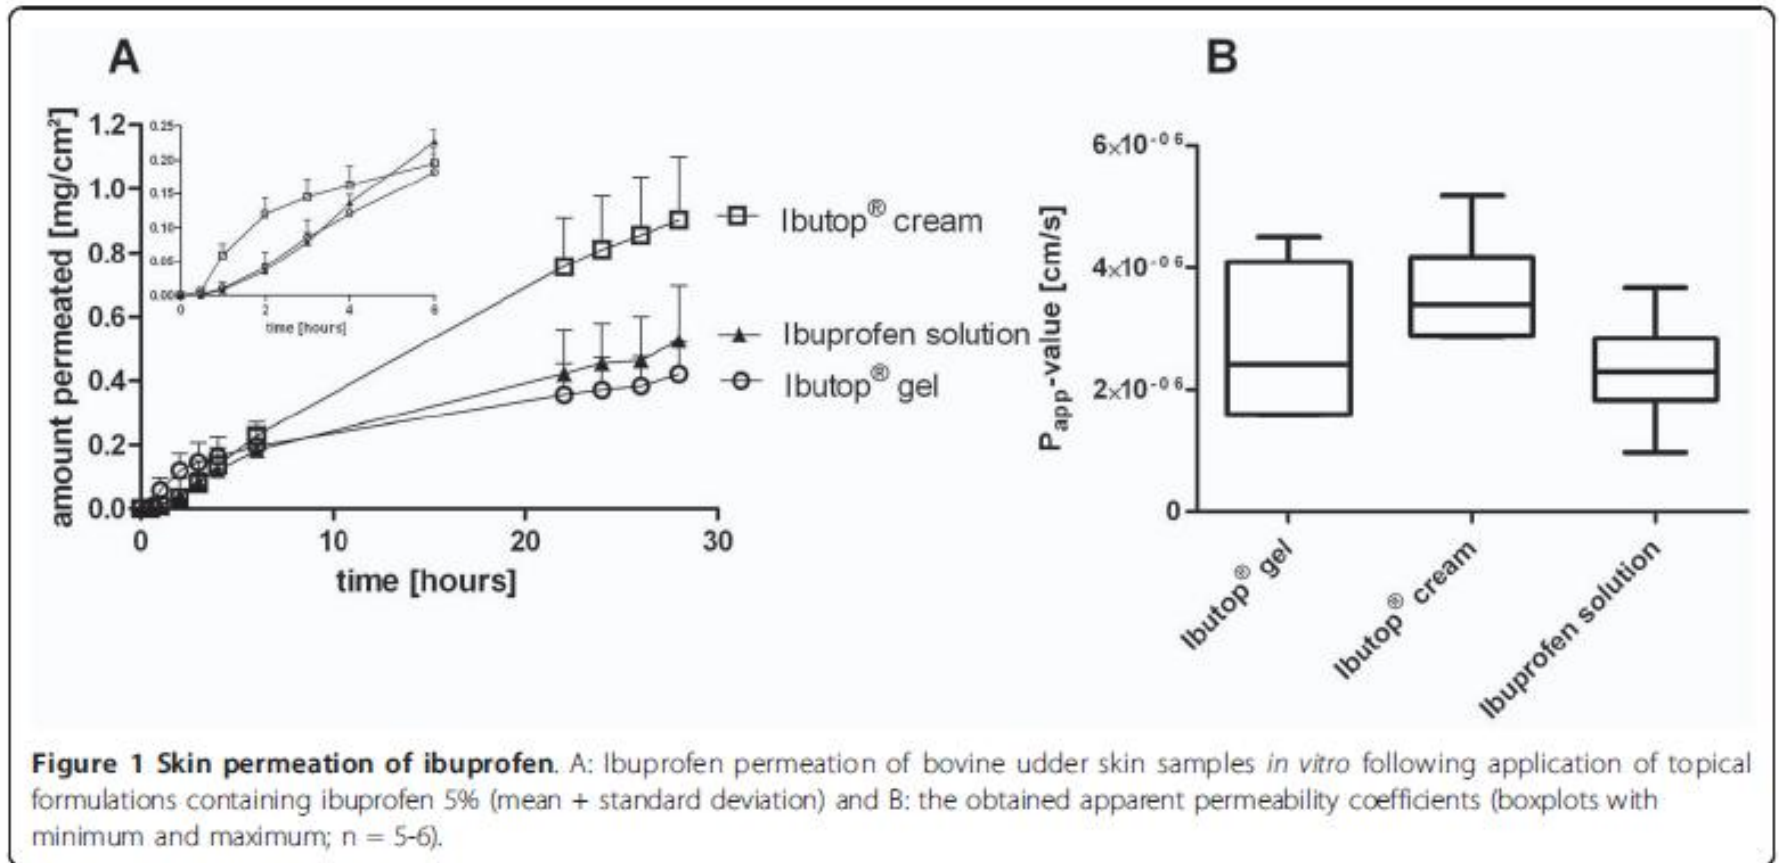 A
amount permeated [mg/cm²]
1.2
1.0
0.8
0.6
0.4
0.2
0.0
0
10
20
30
time [hours]
0.25
0.20
0.15
0.10
0.05
0.00
0
2
4
6
time [hours]
Ibutop® cream
Ibuprofen solution
Ibutop® gel
B
Papp-value [cm/s]
6×10⁻⁰⁶
4×10⁻⁰⁶
2×10⁻⁰⁶
0
Ibutop® gel
Ibutop® cream
Ibuprofen solution
Figure 1 Skin permeation of ibuprofen. A: Ibuprofen permeation of bovine udder skin samples in vitro following application of topical
formulations containing ibuprofen 5% (mean + standard deviation) and B: the obtained apparent permeability coefficients (boxplots with
minimum and maximum; n = 5-6).